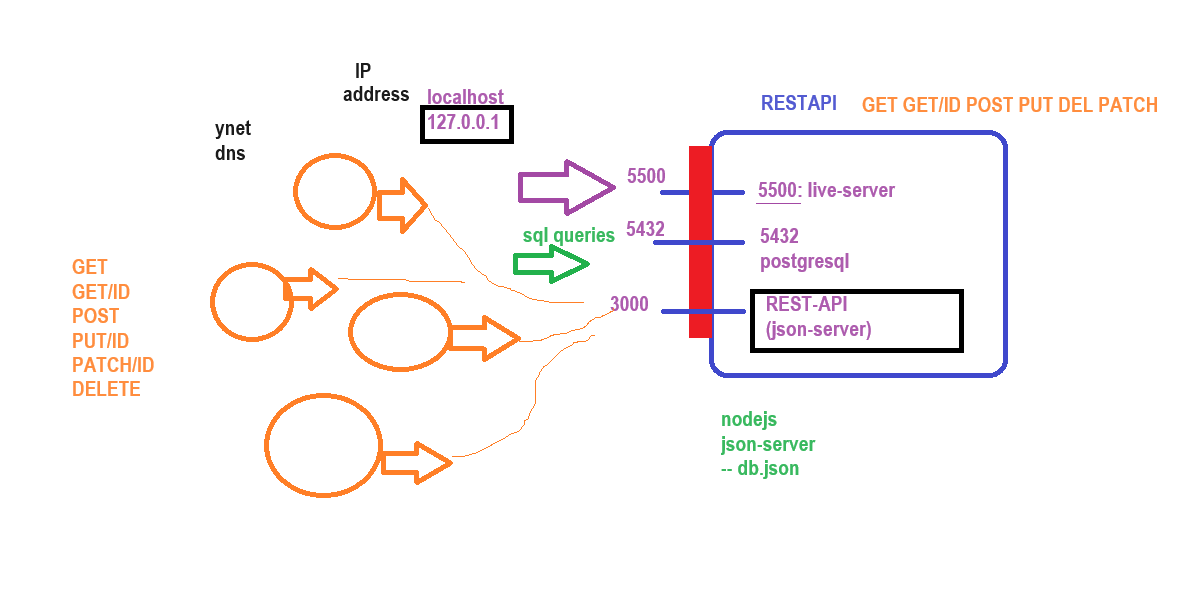 IP
address
localhost
127.0.0.1
ynet
dns
RESTAPI
GET GET/ID POST PUT DEL PATCH
5500
5500: live-server
sql queries
5432
5432
postgresql
GET
GET/ID
POST
PUT/ID
PATCH/ID
DELETE
3000
REST-API
(json-server)
nodejs
json-server
-- db.json